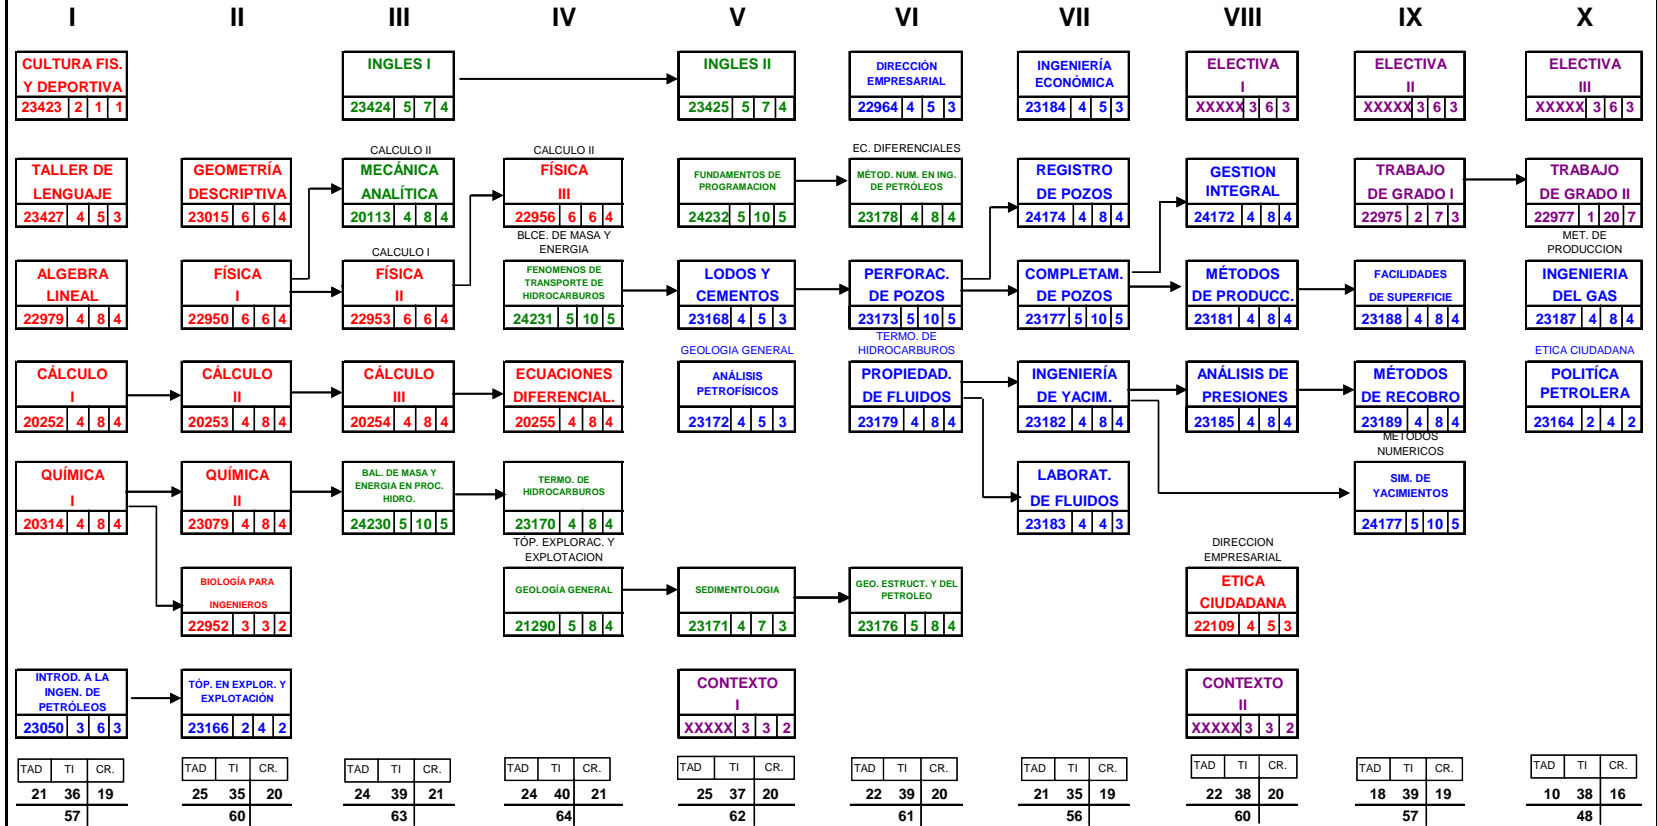 I II III IV V VI VII VIII IX X
CULTURA FIS.
Y DEPORTIVA
23423 2 1 1
INGLES I
23424 5 7 4
INGLES II
23425 5 7 4
DIRECCIÓN
EMPRESARIAL
22964 4 5 3
INGENIERÍA
ECONÓMICA
23184 4 5 3
ELECTIVA
I
XXXXX 3 6 3
ELECTIVA
II
XXXXX 3 6 3
ELECTIVA
III
XXXXX 3 6 3
TALLER DE
LENGUAJE
23427 4 5 3
GEOMETRÍA
DESCRIPTIVA
23015 6 6 4
CALCULO II
MECÁNICA
ANALÍTICA
20113 4 8 4
CALCULO II
FÍSICA
III
22956 6 6 4
FUNDAMENTOS DE
PROGRAMACION
24232 5 10 5
EC. DIFERENCIALES
MÉTOD. NUM. EN ING.
DE PETRÓLEOS
23178 4 8 4
REGISTRO
DE POZOS
24174 4 8 4
GESTION
INTEGRAL
24172 4 8 4
TRABAJO
DE GRADO I
22975 2 7 3
TRABAJO
DE GRADO II
22977 1 20 7
ALGEBRA
LINEAL
22979 4 8 4
FÍSICA
I
22950 6 6 4
CALCULO I
FÍSICA
II
22953 6 6 4
BLCE. DE MASA Y
ENERGIA
FENOMENOS DE
TRANSPORTE DE
HIDROCARBUROS
24231 5 10 5
LODOS Y
CEMENTOS
23168 4 5 3
PERFORAC.
DE POZOS
23173 5 10 5
COMPLETAM.
DE POZOS
23177 5 10 5
MÉTODOS
DE PRODUCC.
23181 4 8 4
FACILIDADES
DE SUPERFICIE
23188 4 8 4
MET. DE
PRODUCCION
INGENIERIA
DEL GAS
23187 4 8 4
CÁLCULO
I
20252 4 8 4
CÁLCULO
II
20253 4 8 4
CÁLCULO
III
20254 4 8 4
ECUACIONES
DIFERENCIAL.
20255 4 8 4
GEOLOGIA GENERAL
ANÁLISIS
PETROFÍSICOS
23172 4 5 3
TERMO. DE
HIDROCARBUROS
PROPIEDAD.
DE FLUIDOS
23179 4 8 4
INGENIERÍA
DE YACIM.
23182 4 8 4
ANÁLISIS DE
PRESIONES
23185 4 8 4
MÉTODOS
DE RECOBRO
23189 4 8 4
ETICA CIUDADANA
POLITÍCA
PETROLERA
23164 2 4 2
QUÍMICA
I
20314 4 8 4
QUÍMICA
II
23079 4 8 4
BAL. DE MASA Y
ENERGIA EN PROC.
HIDRO.
24230 5 10 5
TERMO. DE
HIDROCARBUROS
23170 4 8 4
LABORAT.
DE FLUIDOS
23183 4 4 3
METODOS
NUMERICOS
SIM. DE
YACIMIENTOS
24177 5 10 5
BIOLOGÍA PARA
INGENIEROS
22952 3 3 2
TÓP. EXPLORAC. Y
EXPLOTACION
GEOLOGÍA GENERAL
21290 5 8 4
SEDIMENTOLOGIA
23171 4 7 3
GEO. ESTRUCT. Y DEL
PETROLEO
23176 5 8 4
DIRECCION
EMPRESARIAL
ETICA
CIUDADANA
22109 4 5 3
INTROD. A LA
INGEN. DE
PETRÓLEOS
23050 3 6 3
TÓP. EN EXPLOR. Y
EXPLOTACIÓN
23166 2 4 2
CONTEXTO
I
XXXXX 3 3 2
CONTEXTO
II
XXXXX 3 3 2
TAD TI CR. TAD TI CR. TAD TI CR. TAD TI CR. TAD TI CR. TAD TI CR. TAD TI CR. TAD TI CR. TAD TI CR. TAD TI CR.
21 36 19 25 35 20 24 39 21 24 40 21 25 37 20 22 39 20 21 35 19 22 38 20 18 39 19 10 38 16
57 60 63 64 62 61 56 60 57 48